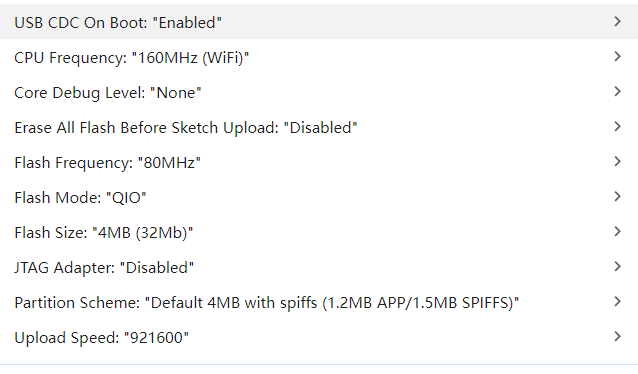 USB CDC On Boot: "Enabled"
CPU Frequency: "160MHz (WiFi)"
Core Debug Level: "None"
Erase All Flash Before Sketch Upload: "Disabled"
Flash Frequency: "80MHz"
Flash Mode: "QIO"
Flash Size: "4MB (32Mb)"
JTAG Adapter: "Disabled"
Partition Scheme: "Default 4MB with spiffs (1.2MB APP/1.5MB SPIFFS)"
Upload Speed: "921600"